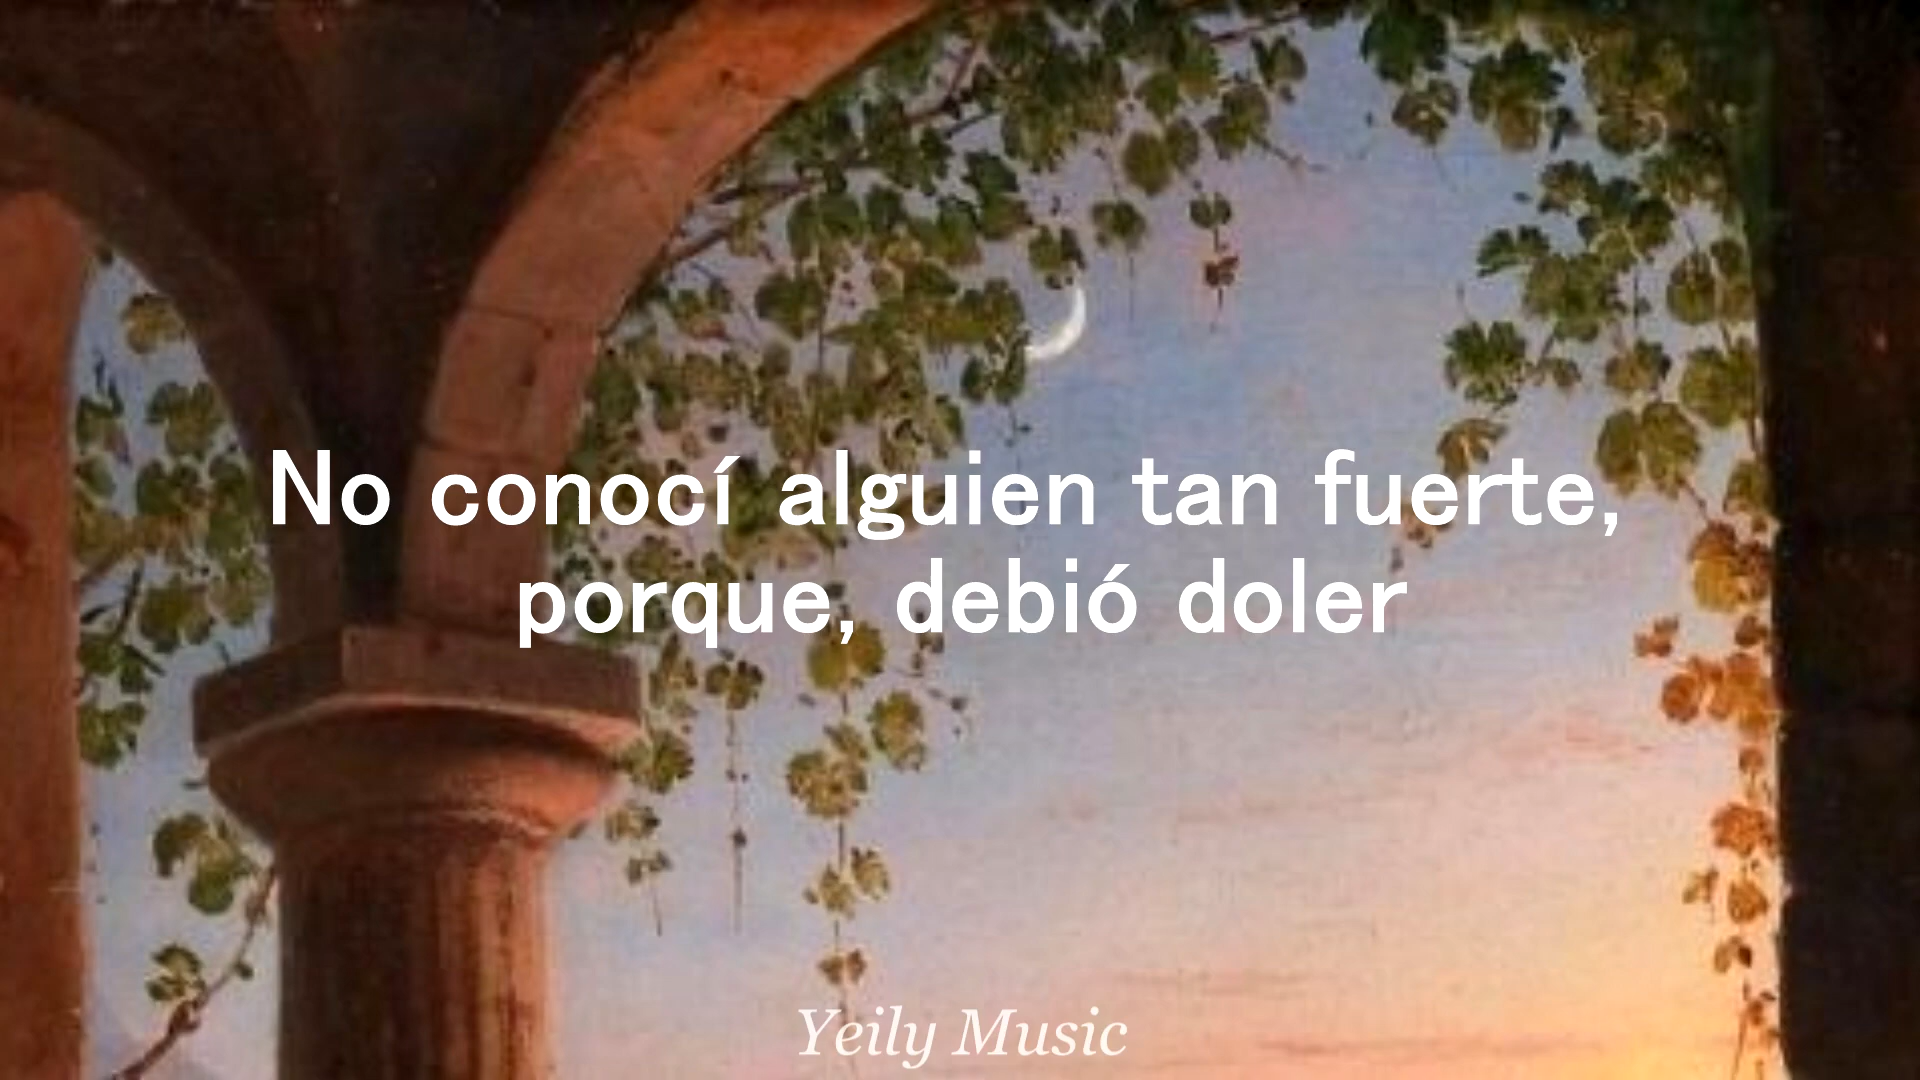 No conocí alguien tan fuerte,
porque, debió doler
Yeily Music